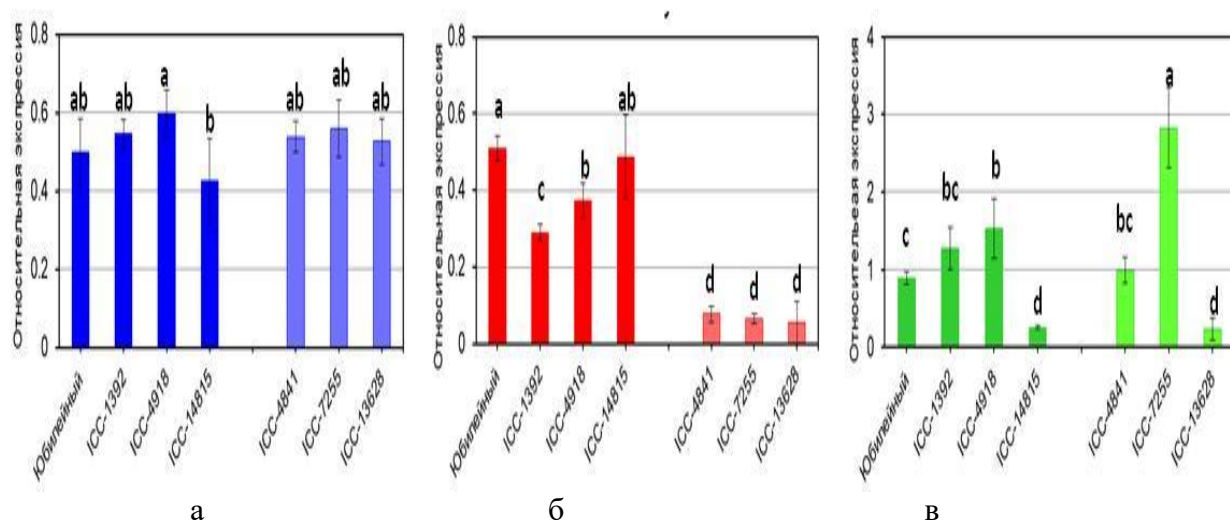 Относительная экспрессия
0.8
0.6
0.4
0.2
0
ab
ab
a
b
ab
ab
ab
Юбилейный
ICC-1392
ICC-4918
ICC-14815
ICC-4841
ICC-7255
ICC-13628
а
Относительная экспрессия
0.8
0.6
0.4
0.2
0
a
c
b
ab
d
d
d
Юбилейный
ICC-1392
ICC-4918
ICC-14815
ICC-4841
ICC-7255
ICC-13628
б
Относительеая экспрессия
4
3
2
1
0
c
bc
b
d
bc
a
d
Юбилейный
ICC-1392
ICC-4918
ICC-14815
ICC-4841
ICC-7255
ICC-13628
в